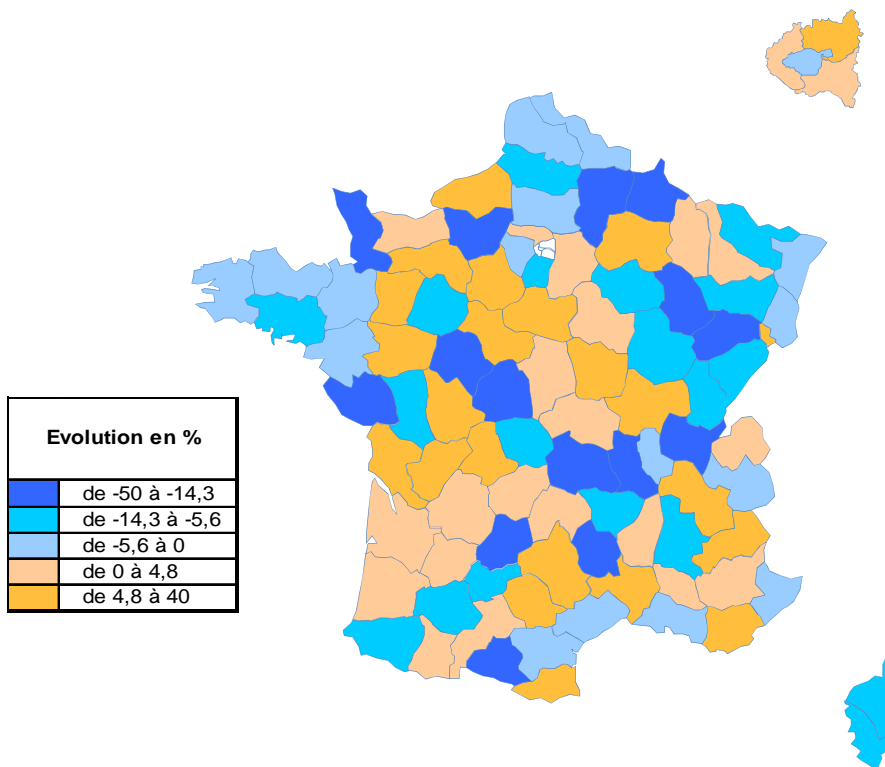 Evolution en %
de -50 à -14,3
de -14,3 à -5,6
de -5,6 à 0
de 0 à 4,8
de 4,8 à 40